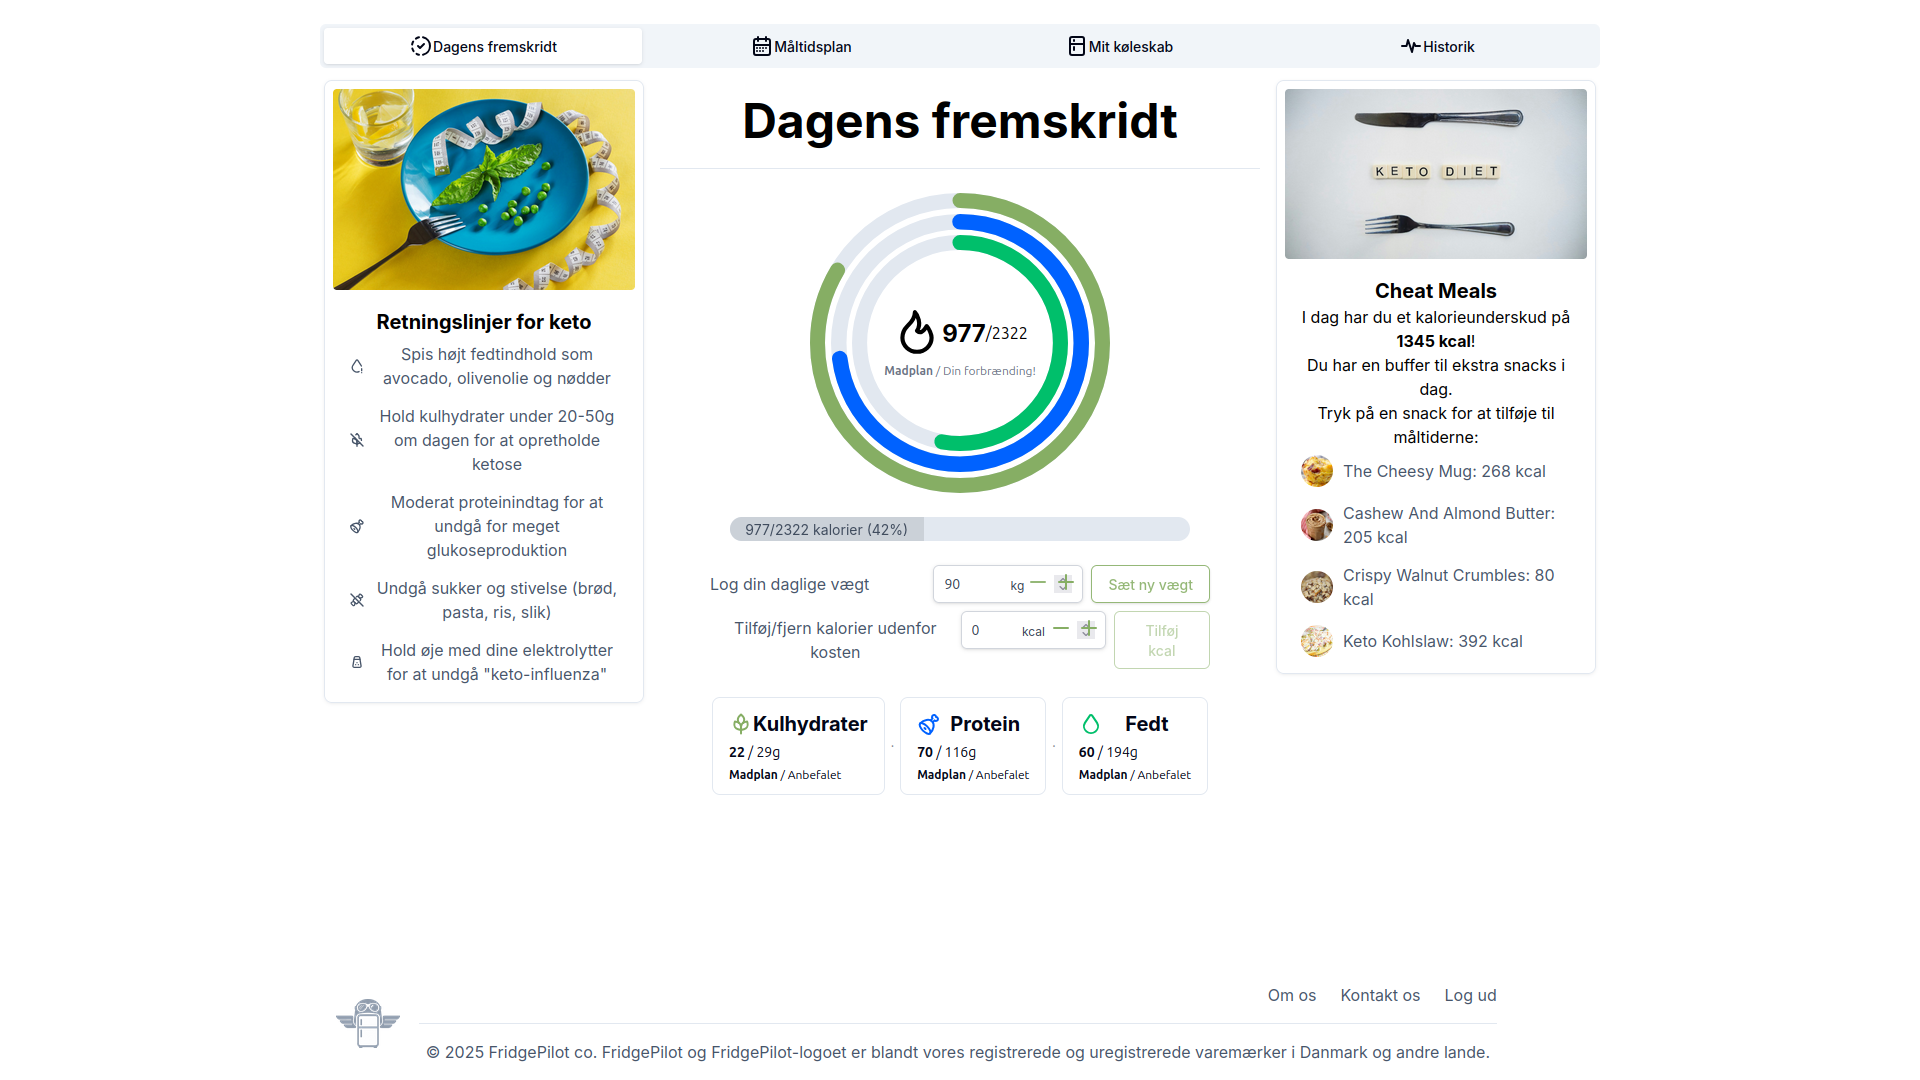 Dagens fremskridt
Måltidsplan
Mit køleskab
Historik
Retningslinjer for keto
Spis højt fedtindhold som
avocado, olivenolie og nødder
Hold kulhydrater under 20-50g
om dagen for at opretholde
ketose
Moderat proteinindtag for at
undgå for meget
glukoseproduktion
Undgå sukker og stivelse (brød,
pasta, ris, slik)
Hold øje med dine elektrolytter
for at undgå "keto-influenza"
Dagens fremskridt
977/2322
Madplan / Din forbrænding!
977/2322 kalorier (42%)
Log din daglige vægt
90 kg
Sæt ny vægt
Tilføj/fjern kalorier udenfor
kosten
0 kcal
Tilføj
kcal
Kulhydrater
22 / 29g
Madplan / Anbefalet
·
Protein
70 / 116g
Madplan / Anbefalet
·
Fedt
60 / 194g
Madplan / Anbefalet
KETO DIET
Cheat Meals
I dag har du et kalorieunderskud på
1345 kcal!
Du har en buffer til ekstra snacks i
dag.
Tryk på en snack for at tilføje til
måltiderne:
The Cheesy Mug: 268 kcal
Cashew And Almond Butter:
205 kcal
Crispy Walnut Crumbles: 80
kcal
Keto Kohlslaw: 392 kcal
Om os
Kontakt os
Log ud
© 2025 FridgePilot co. FridgePilot og FridgePilot-logoet er blandt vores registrerede og uregistrerede varemærker i Danmark og andre lande.